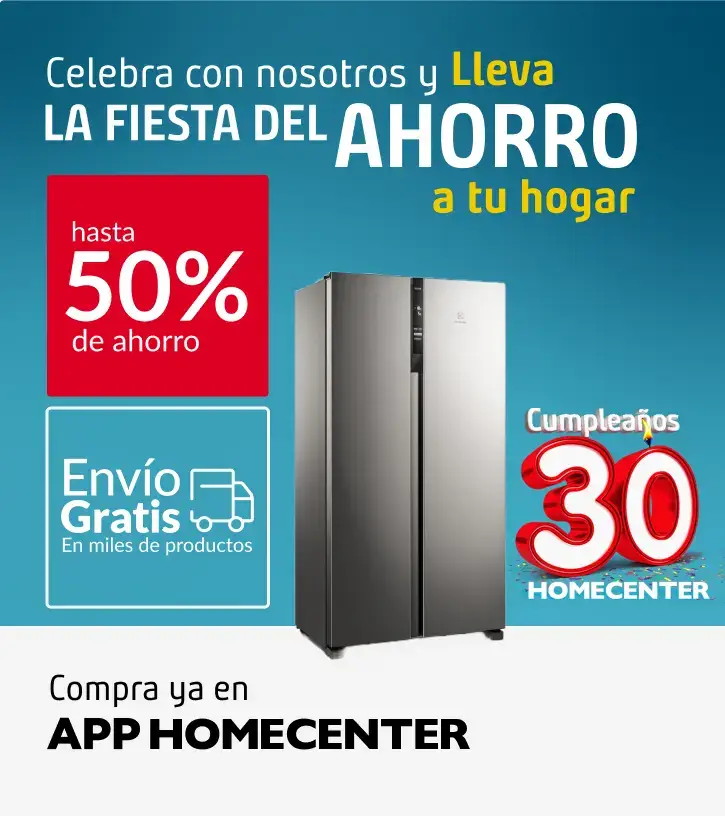 Celebra con nosotros y Lleva
LA FIESTA DEL AHORRO
a tu hogar
hasta
50%
de ahorro
Envío
Gratis
En miles de productos
Cumpleaños
30
HOMECENTER
Compra ya en
APP HOMECENTER